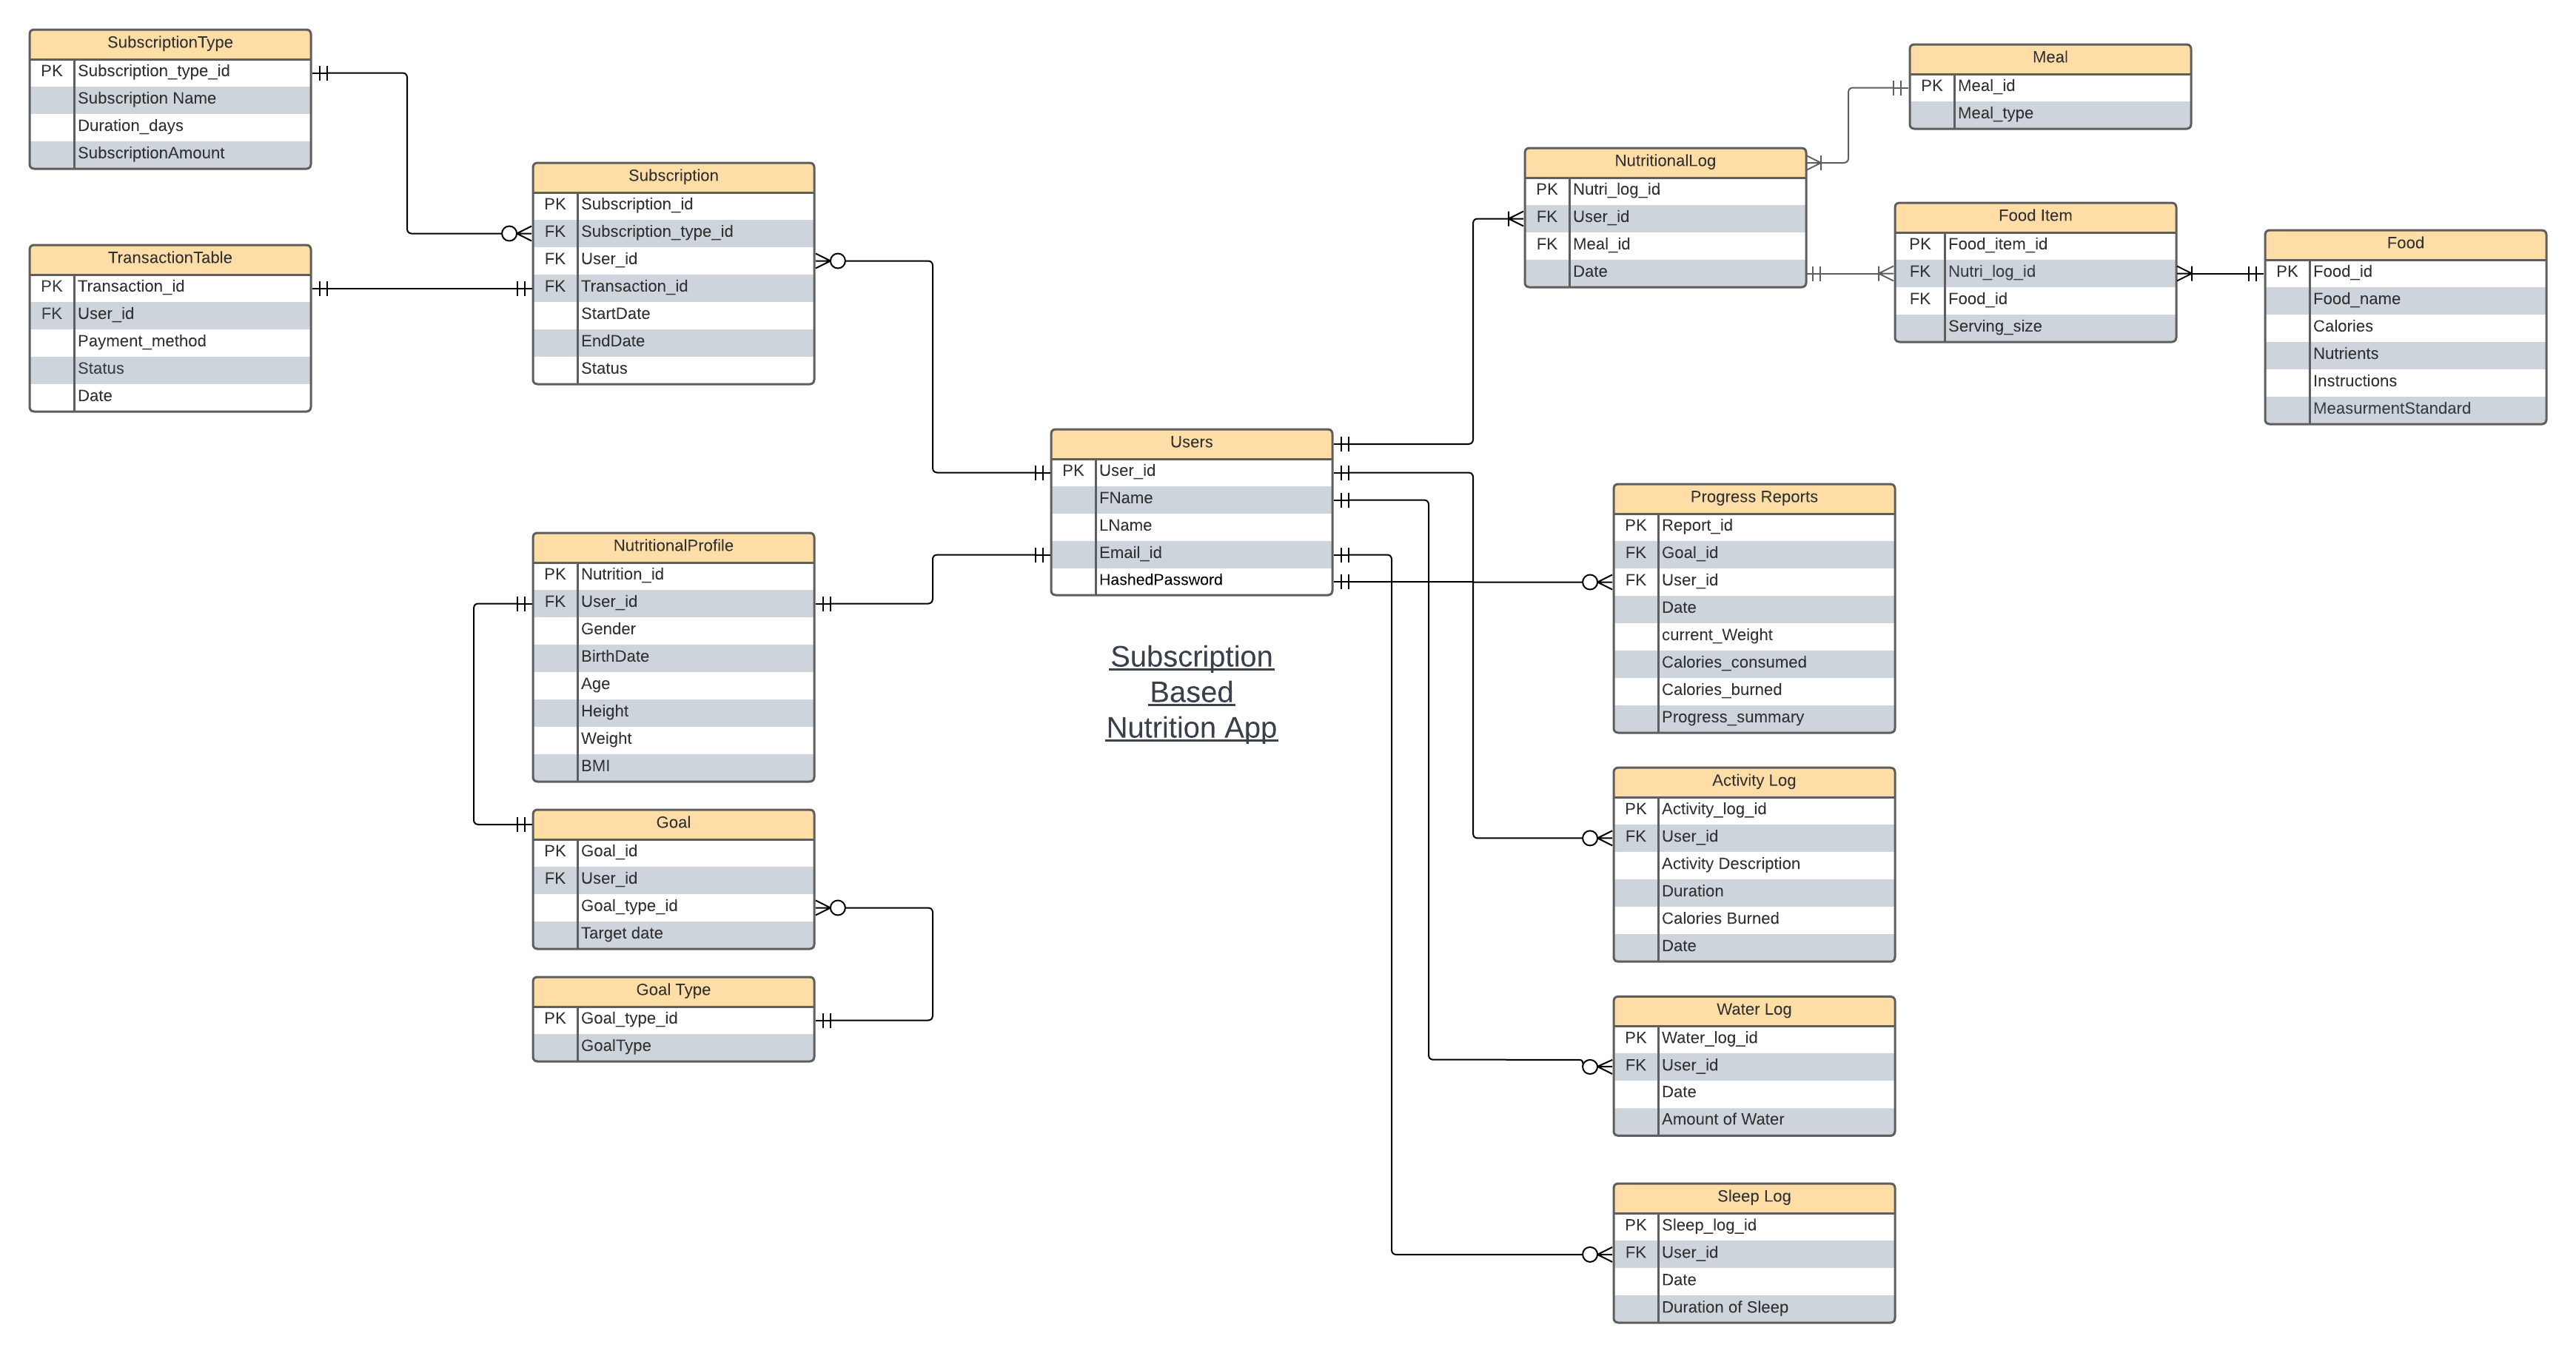 SubscriptionType
PK Subscription_type_id
Subscription Name
Duration_days
SubscriptionAmount
TransactionTable
PK Transaction_id
FK User_id
Payment_method
Status
Date
Subscription
PK Subscription_id
FK Subscription_type_id
FK User_id
FK Transaction_id
StartDate
EndDate
Status
NutritionalProfile
PK Nutrition_id
FK User_id
Gender
BirthDate
Age
Height
Weight
BMI
Goal
PK Goal_id
FK User_id
Goal_type_id
Target date
Goal Type
PK Goal_type_id
GoalType
Users
PK User_id
FName
LName
Email_id
HashedPassword
Subscription
Based
Nutrition App
NutritionalLog
PK Nutri_log_id
FK User_id
FK Meal_id
Date
Meal
PK Meal_id
Meal_type
Food Item
PK Food_item_id
FK Nutri_log_id
FK Food_id
Serving_size
Food
PK Food_id
Food_name
Calories
Nutrients
Instructions
MeasurmentStandard
Progress Reports
PK Report_id
FK Goal_id
FK User_id
Date
current_Weight
Calories_consumed
Calories_burned
Progress_summary
Activity Log
PK Activity_log_id
FK User_id
Activity Description
Duration
Calories Burned
Date
Water Log
PK Water_log_id
FK User_id
Date
Amount of Water
Sleep Log
PK Sleep_log_id
FK User_id
Date
Duration of Sleep